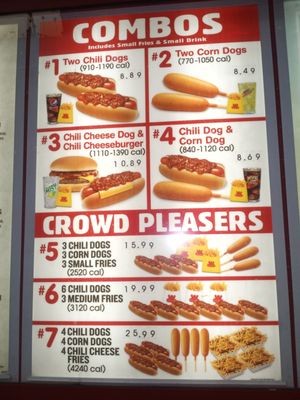 COMBOS
Includes Small Fries & Small Drink
#1 Two Chili Dogs
(910-1190 cal)
8.89
#2 Two Corn Dogs
(770-1050 cal)
8.49
#3 Chili Cheese Dog &
Chili Cheeseburger
(1110-1390 cal)
10.89
#4 Chili Dog &
Corn Dog
(840-1120 cal)
8.69
CROWD PLEASERS
#5 3 CHILI DOGS
3 CORN DOGS
3 SMALL FRIES
(2520 cal)
15.99
#6 6 CHILI DOGS
3 MEDIUM FRIES
(3120 cal)
19.99
#7 4 CHILI DOGS
4 CORN DOGS
4 CHILI CHEESE
FRIES
(4240 cal)
25.99